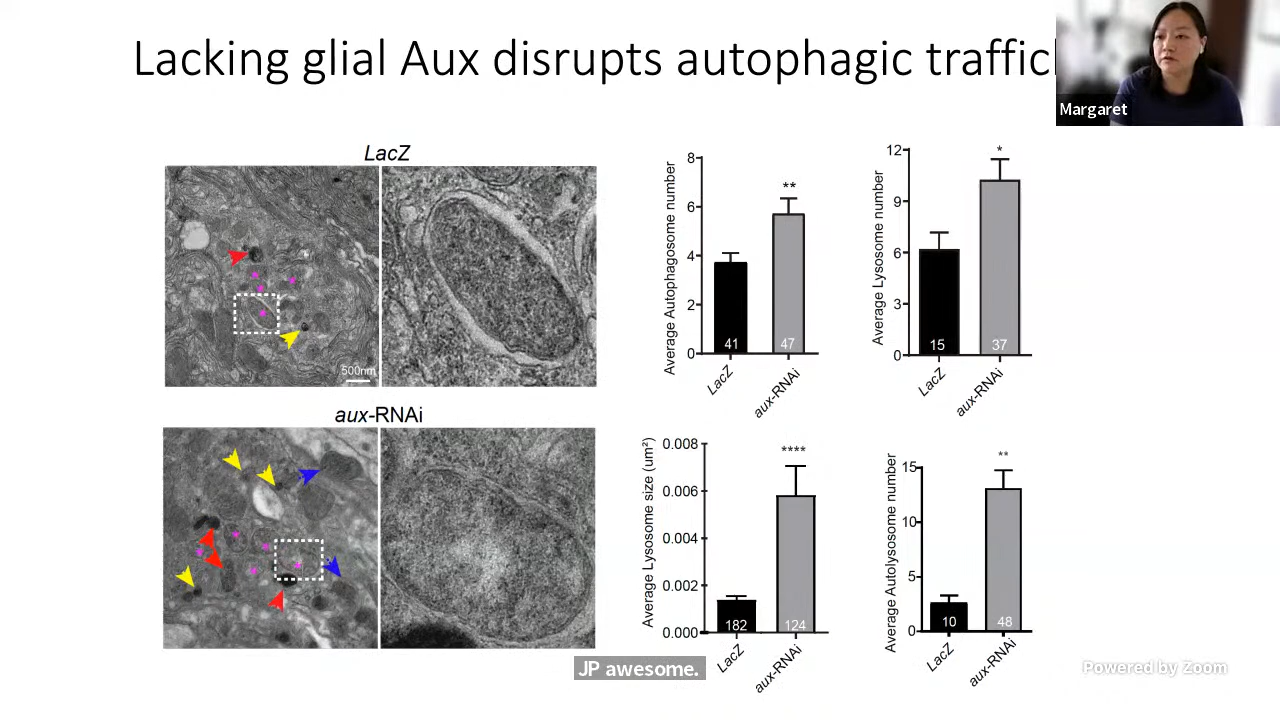 Lacking glial Aux disrupts autophagic traffic
Margaret
LacZ
500nm
aux-RNAi
Average Autophagosome number
8
6
4
2
0
**
41
47
LacZ
aux-RNAi
Average Lysosome number
12
9
6
3
0
*
15
37
LacZ
aux-RNAi
Average Lysosome size (um²)
0.008
0.006
0.004
0.002
0.000
****
182
124
LacZ
aux-RNAi
Average Autolysosome number
15
10
5
0
**
10
48
LacZ
aux-RNAi
JP awesome.
Powered by Zoom